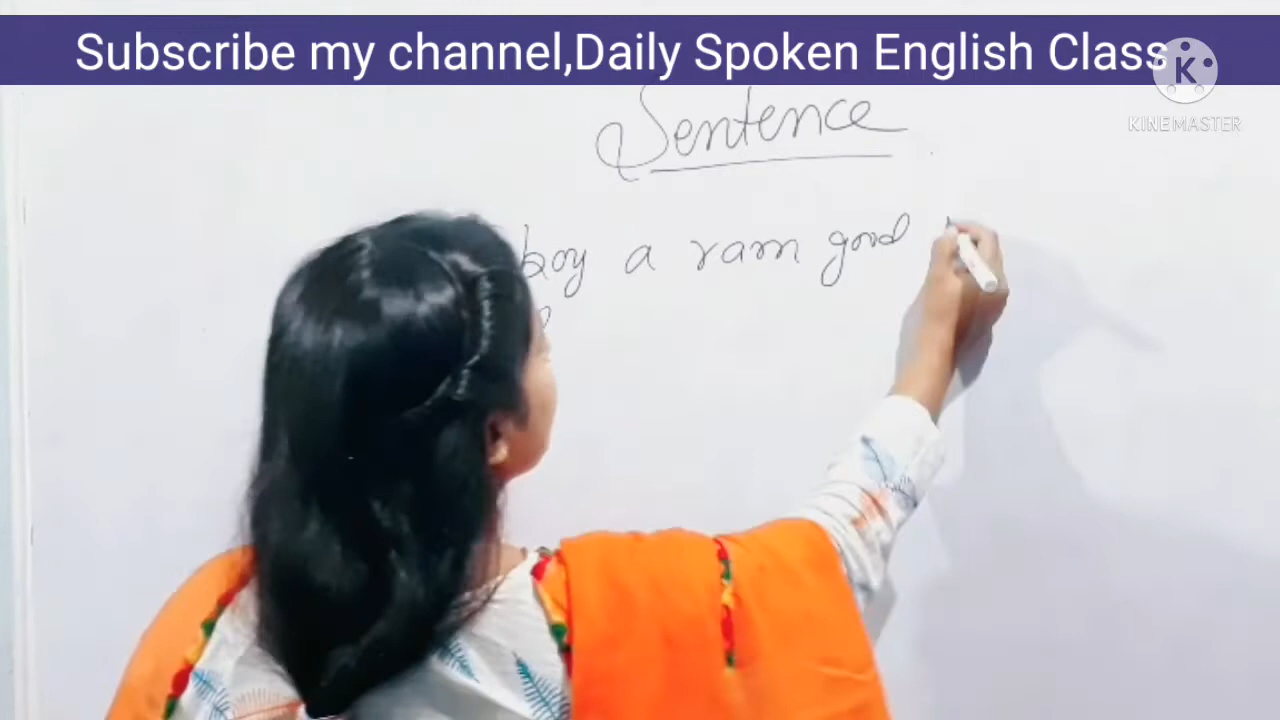 Subscribe my channel,Daily Spoken English Class
K
KINEMASTER
Sentence
boy a ram good